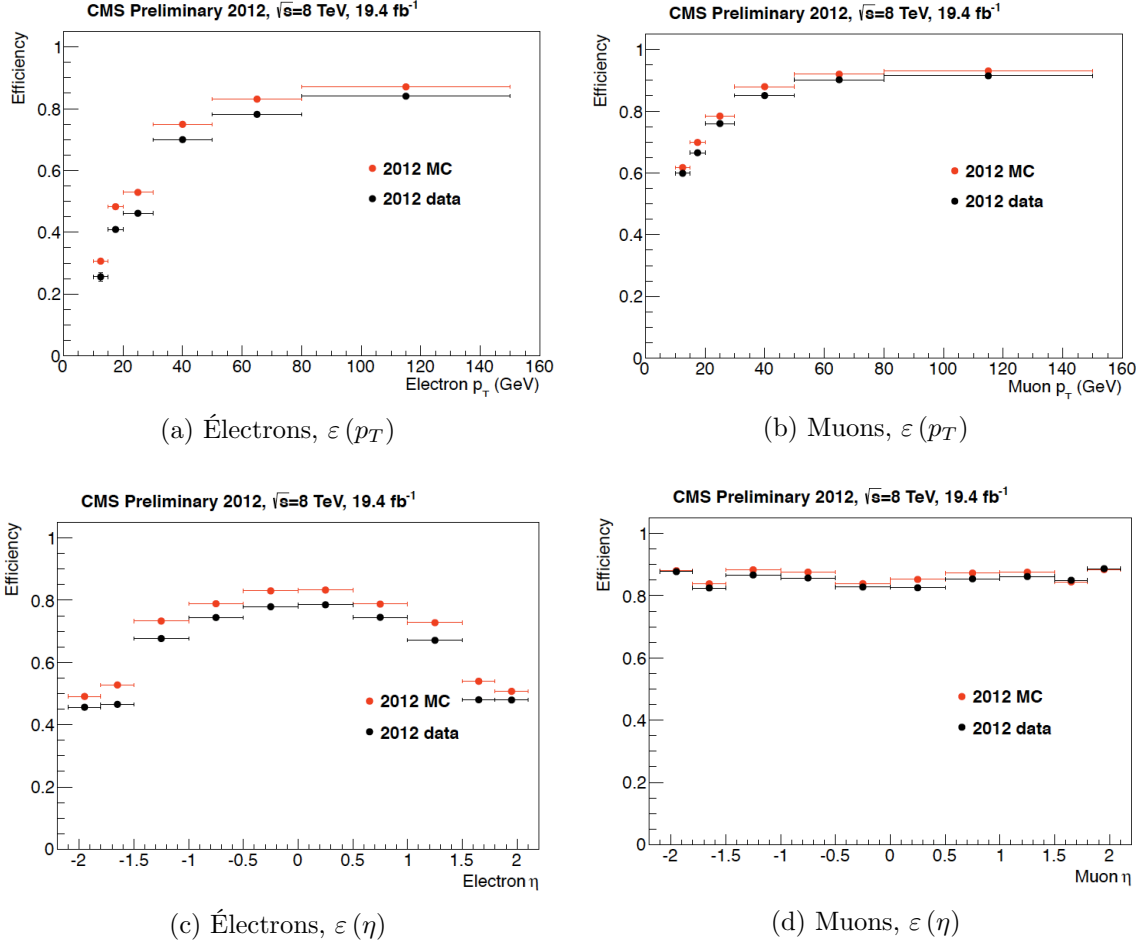 CMS Preliminary 2012, √s=8 TeV, 19.4 fb⁻¹
Efficiency
1
0.8
0.6
0.4
0.2
0
2012 MC
2012 data
0 20 40 60 80 100 120 140 160
Electron p_T (GeV)
(a) Électrons, ε (p_T)
CMS Preliminary 2012, √s=8 TeV, 19.4 fb⁻¹
Efficiency
1
0.8
0.6
0.4
0.2
0
2012 MC
2012 data
0 20 40 60 80 100 120 140 160
Muon p_T (GeV)
(b) Muons, ε (p_T)
CMS Preliminary 2012, √s=8 TeV, 19.4 fb⁻¹
Efficiency
1
0.8
0.6
0.4
0.2
0
2012 MC
2012 data
-2 -1.5 -1 -0.5 0 0.5 1 1.5 2
Electron η
(c) Électrons, ε (η)
CMS Preliminary 2012, √s=8 TeV, 19.4 fb⁻¹
Efficiency
1
0.8
0.6
0.4
0.2
0
2012 MC
2012 data
-2 -1.5 -1 -0.5 0 0.5 1 1.5 2
Muon η
(d) Muons, ε (η)